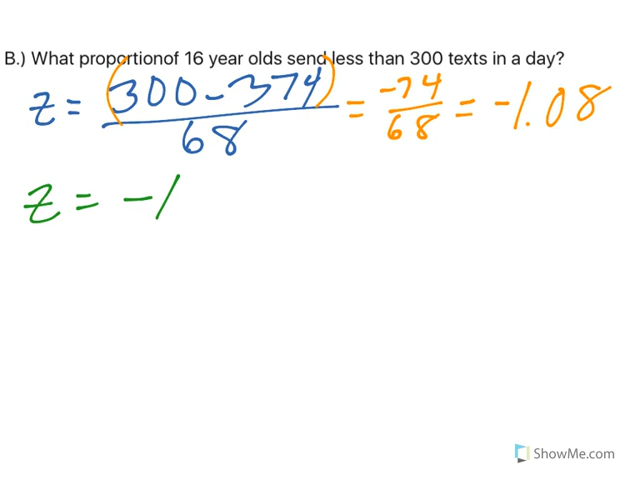 B.) What proportionof 16 year olds send less than 300 texts in a day?
z = (300 - 374) / 68 = -74 / 68 = -1.08
z = -1
ShowMe.com